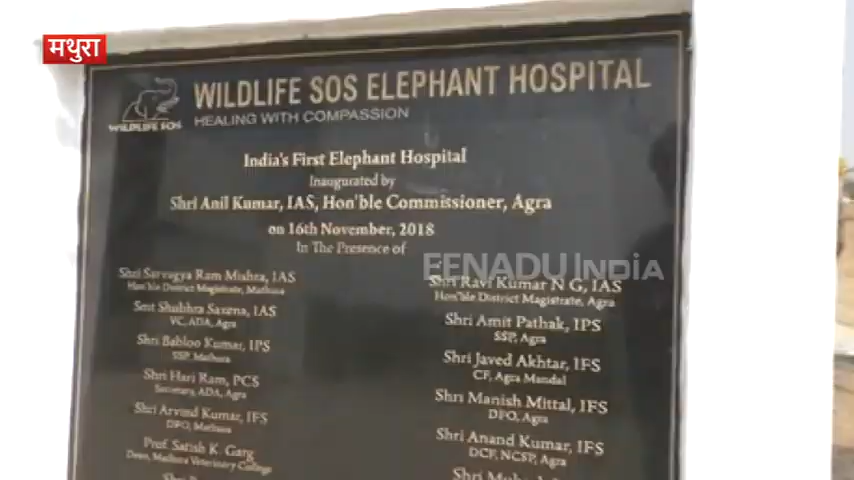 मथुरा
WILDLIFE SOS
WILDLIFE SOS ELEPHANT HOSPITAL
HEALING WITH COMPASSION
India's First Elephant Hospital
Inaugurated by
Shri Anil Kumar, IAS, Hon'ble Commissioner, Agra
on 16th November, 2018
In The Presence of
EENADU INDIA
Shri Sarvagya Ram Mishra, IAS
Hon'ble District Magistrate, Mathura
Smt Shubhra Saxena, IAS
VC, ADA, Agra
Shri Babloo Kumar, IPS
SSP, Mathura
Shri Hari Ram, PCS
Secretary, ADA, Agra
Shri Arvind Kumar, IFS
DFO, Mathura
Prof. Satish K. Garg
Dean, Mathura Veterinary College
Shri Ravi Kumar N G, IAS
Hon'ble District Magistrate, Agra
Shri Amit Pathak, IPS
SSP, Agra
Shri Javed Akhtar, IFS
CF, Agra Mandal
Shri Manish Mittal, IFS
DFO, Agra
Shri Anand Kumar, IFS
DCF, NCSP, Agra
Shri